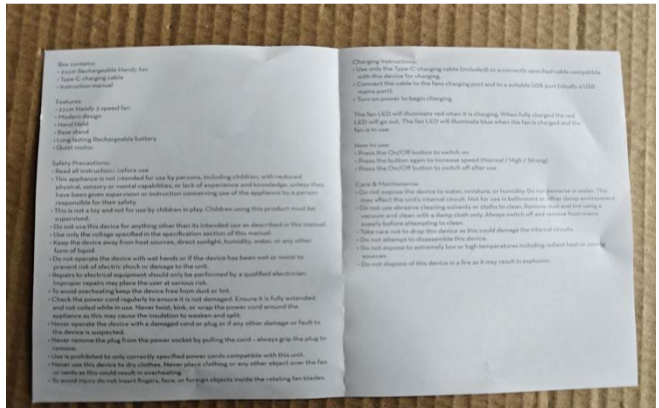 Box contains:
• 21cm Rechargeable Handy fan
• Type-C charging cable
• Instruction manual
Features:
• 21cm Handy 3 speed fan
• Modern design
• Hand Held
• Base stand
• Long lasting Rechargeable battery
• Quiet motor
Safety Precautions:
• Read all instructions before use
• This appliance is not intended for use by persons, including children, with reduced
physical, sensory or mental capabilities, or lack of experience and knowledge, unless they
have been given supervision or instruction concerning use of the appliance by a person
responsible for their safety.
• This is not a toy and not for use by children in play. Children using this product must be
supervised.
• Do not use this device for anything other than its intended use as described in this manual.
• Use only the voltage specified in the specification section of this manual.
• Keep the device away from heat sources, direct sunlight, humidity, water, or any other
form of liquid.
• Do not operate the device with wet hands or if the device has been wet or moist to
prevent risk of electric shock or damage to the unit.
• Repairs to electrical equipment should only be performed by a qualified electrician.
Improper repairs may place the user at serious risk.
• To avoid overheating keep the device free from dust or lint.
• Check the power cord regularly to ensure it is not damaged. Ensure it is fully extended
and not coiled while in use. Never twist, kink, or wrap the power cord around the
appliance as this may cause the insulation to weaken and split.
• Never operate the device with a damaged cord or plug or if any other damage or fault to
the device is suspected.
• Never remove the plug from the power socket by pulling the cord - always grip the plug to
remove.
• Use is prohibited to only correctly specified power cords compatible with this unit.
• Never use this device to dry clothes. Never place clothing or any other object over the fan
or vents as this could result in overheating.
• To avoid injury do not insert fingers, face, or foreign objects inside the rotating fan blades.
Charging Instructions:
• Use only the Type-C charging cable (included) or a correctly specified cable compatible
with this device for charging.
• Connect the cable to the fans charging port and to a suitable USB port (ideally a USB
mains port).
• Turn on power to begin charging.
The fan LED will illuminate red when it is charging. When fully charged the red
LED will go out. The fan LED will illuminate blue when the fan is charged and the
fan is in use.
How to use:
• Press the On/Off button to switch on
• Press the button again to increase speed (Normal / High / Strong)
• Press the On/Off button to switch off after use.
Care & Maintenance:
• Do not expose the device to water, moisture, or humidity. Do not immerse in water. This
may affect the unit's internal circuit. Not for use in bathrooms or other damp environment.
• Do not use abrasive cleaning solvents or cloths to clean. Remove dust and lint using a
vacuum and clean with a damp cloth only. Always switch off and remove from mains
supply before attempting to clean.
• Take care not to drop this device as this could damage the internal circuits.
• Do not attempt to disassemble this device.
• Do not expose to extremely low or high temperatures including radiant heat or
sources.
• Do not dispose of this device in a fire as it may result in explosion.